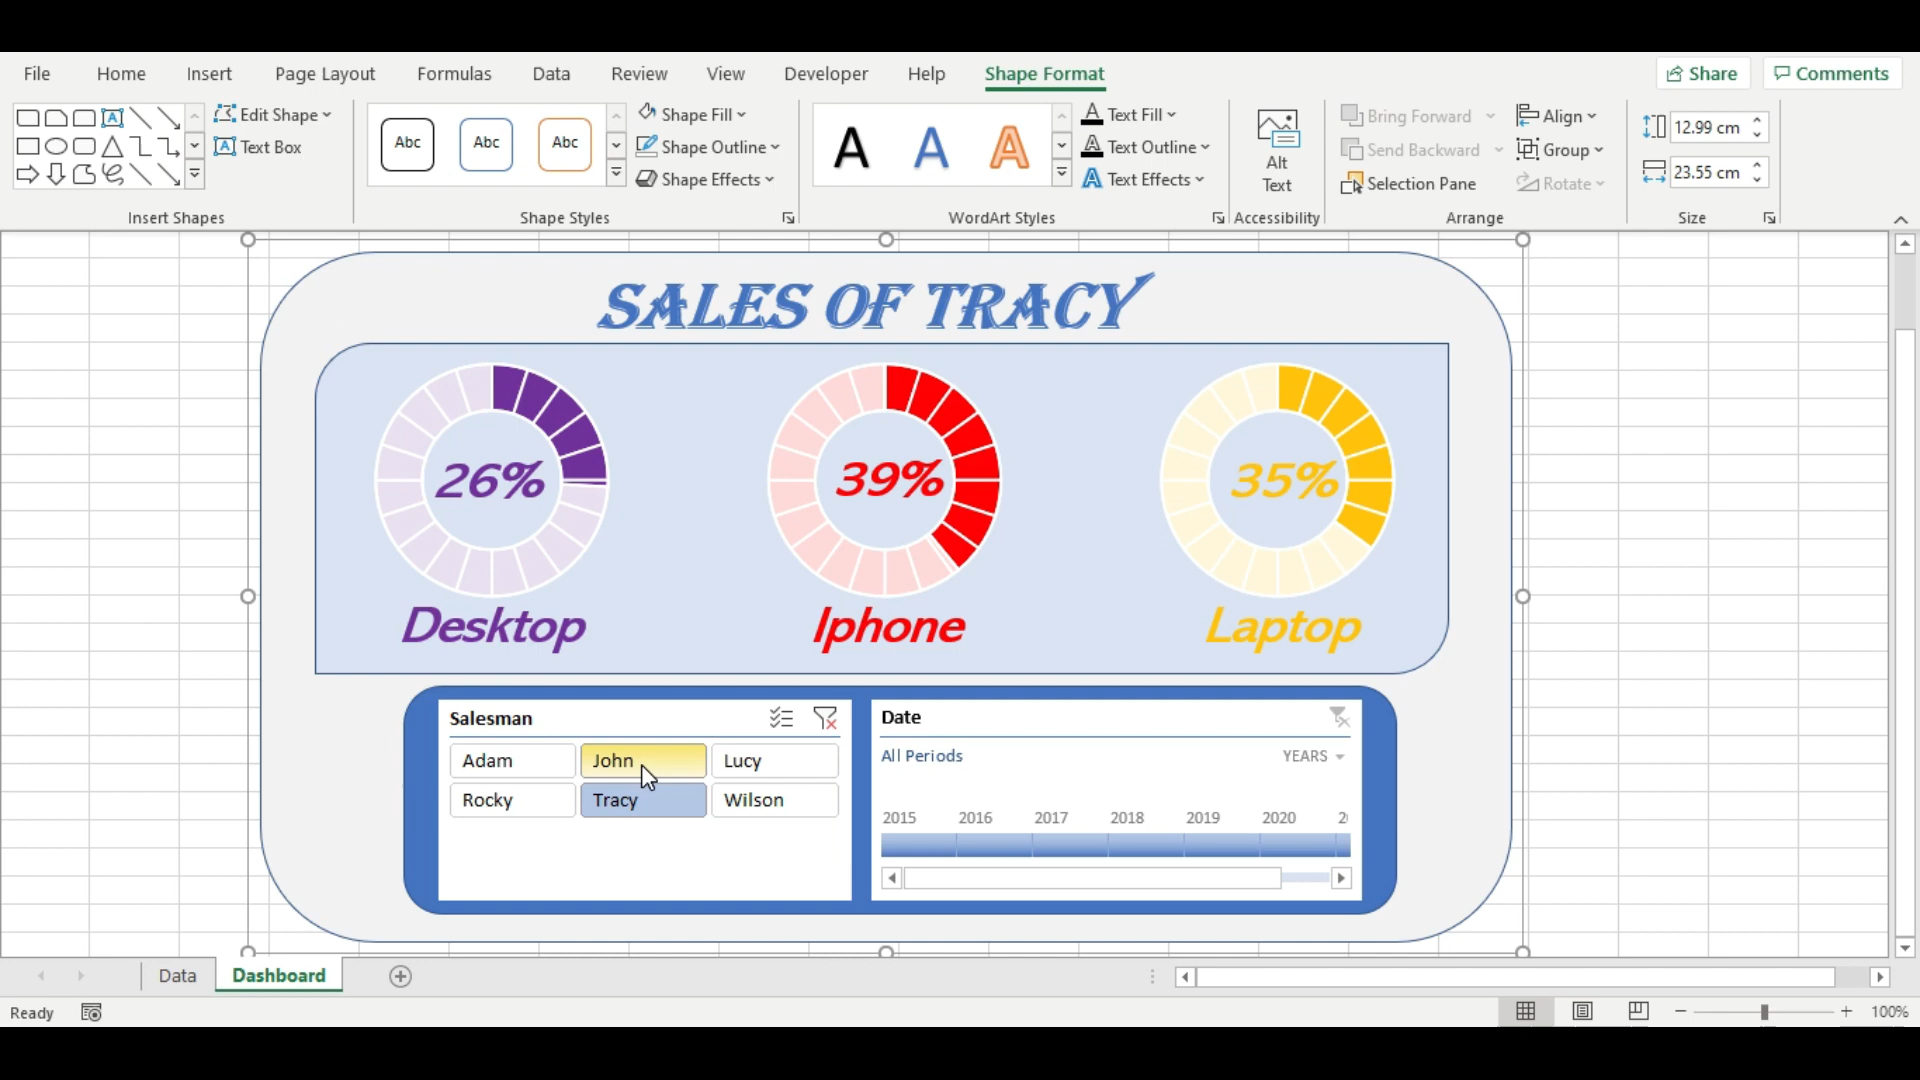 File Home Insert Page Layout Formulas Data Review View Developer Help Shape Format Share Comments
Edit Shape
Text Box
Insert Shapes
Abc Abc Abc
Shape Fill
Shape Outline
Shape Effects
Shape Styles
A A A
Text Fill
Text Outline
Text Effects
WordArt Styles
Alt
Text
Accessibility
Bring Forward
Send Backward
Selection Pane
Align
Group
Rotate
Arrange
12.99 cm
23.55 cm
Size
SALES OF TRACY
26% 39% 35%
Desktop Iphone Laptop
Salesman
Adam John Lucy
Rocky Tracy Wilson
Date
All Periods YEARS
2015 2016 2017 2018 2019 2020
Data Dashboard
Ready 100%